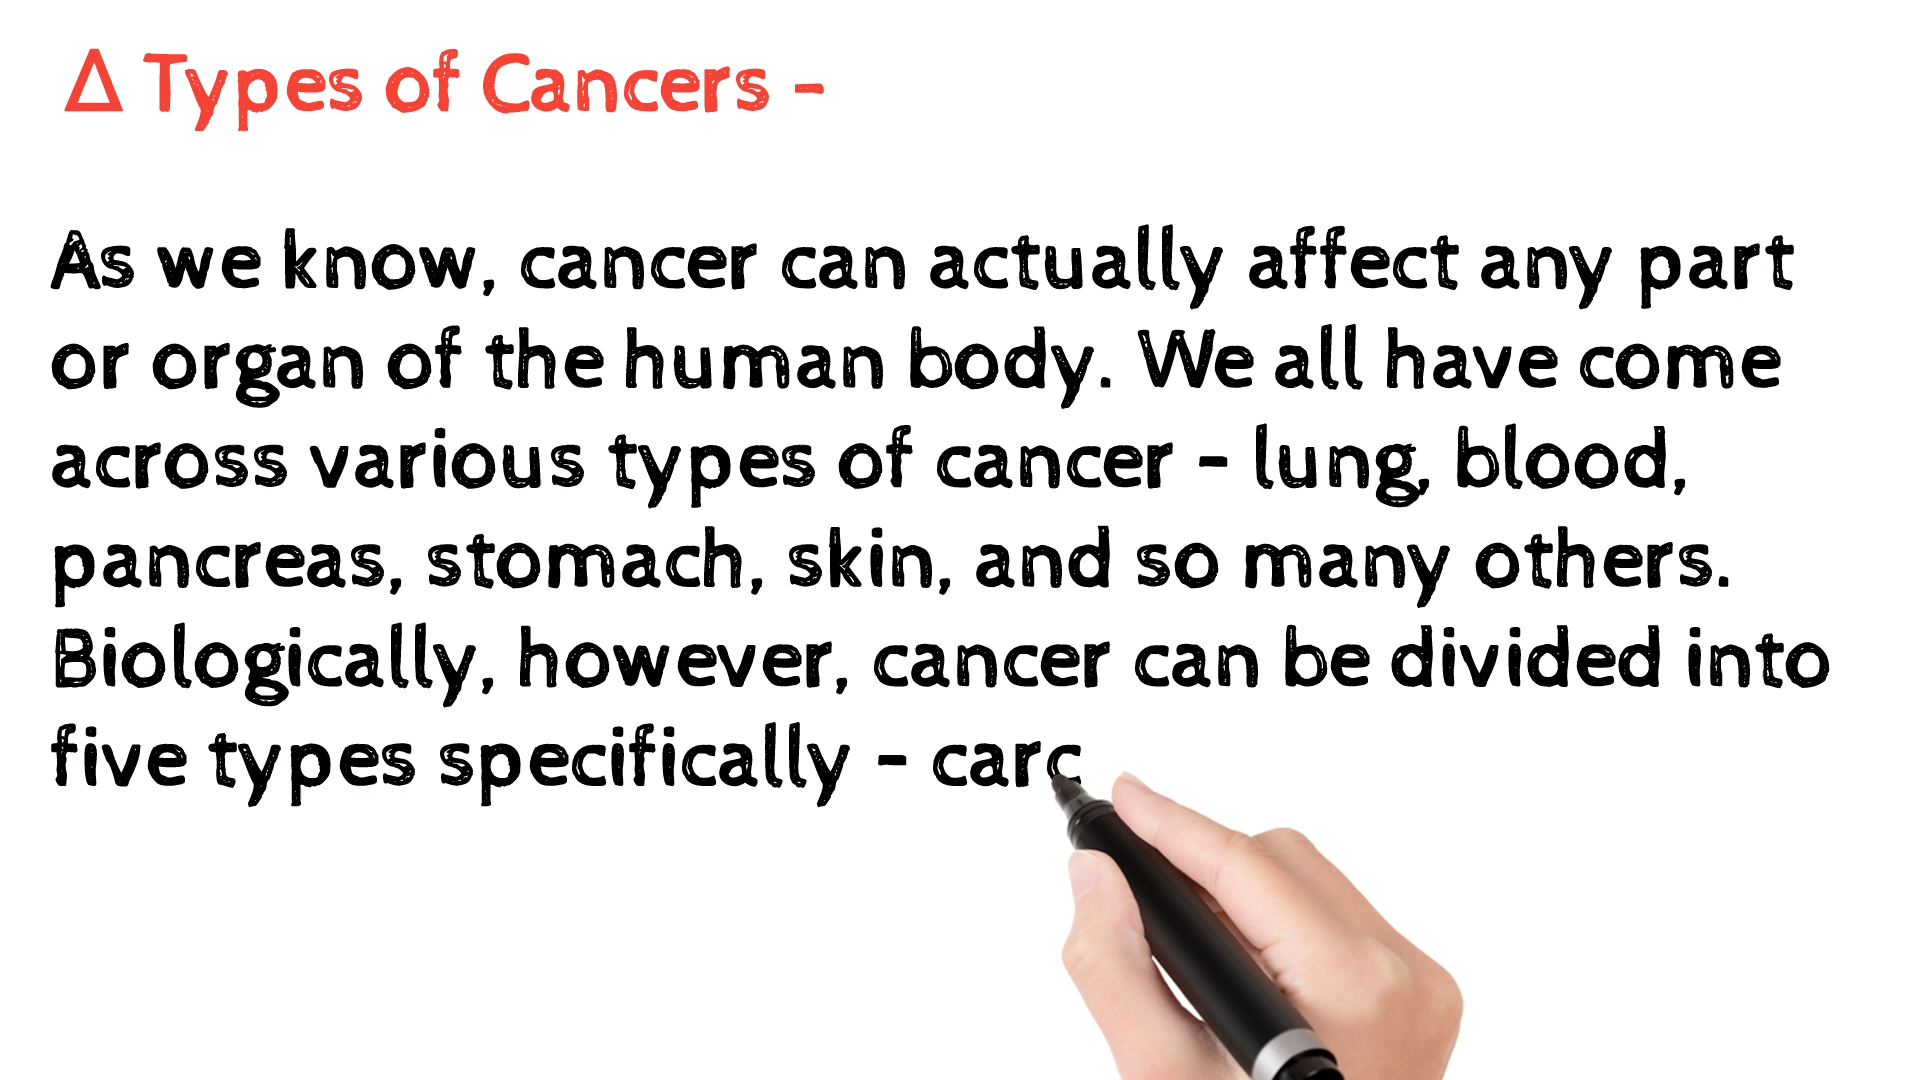 Δ Types of Cancers -
As we know, cancer can actually affect any part
or organ of the human body. We all have come
across various types of cancer - lung, blood,
pancreas, stomach, skin, and so many others.
Biologically, however, cancer can be divided into
five types specifically - carc